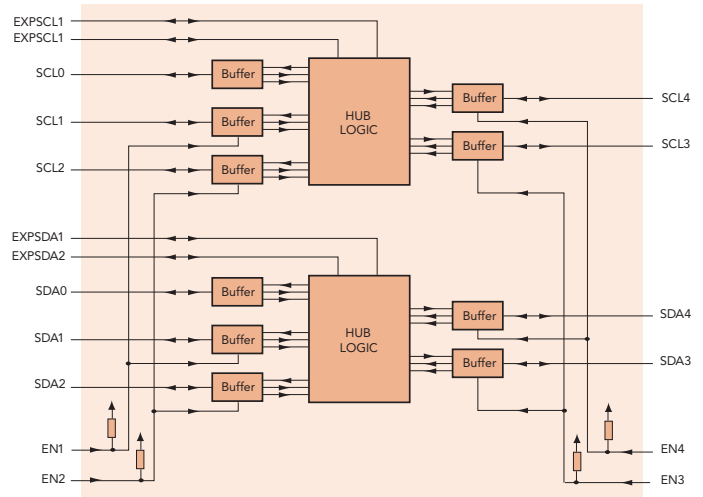 EXPSCL1
EXPSCL1
SCL0
Buffer
SCL1
Buffer
SCL2
Buffer
HUB
LOGIC
Buffer
SCL4
Buffer
SCL3
EXPSDA1
EXPSDA2
SDA0
Buffer
SDA1
Buffer
SDA2
Buffer
HUB
LOGIC
Buffer
SDA4
Buffer
SDA3
EN1
EN2
EN4
EN3